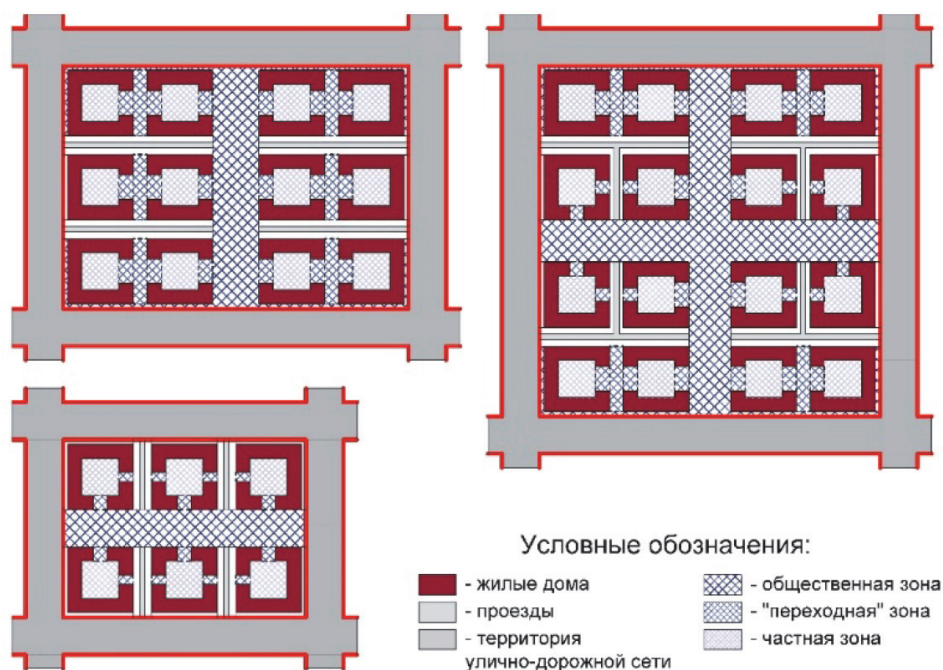 Условные обозначения:
- жилые дома
- проезды
- территория
улично-дорожной сети
- общественная зона
- "переходная" зона
- частная зона